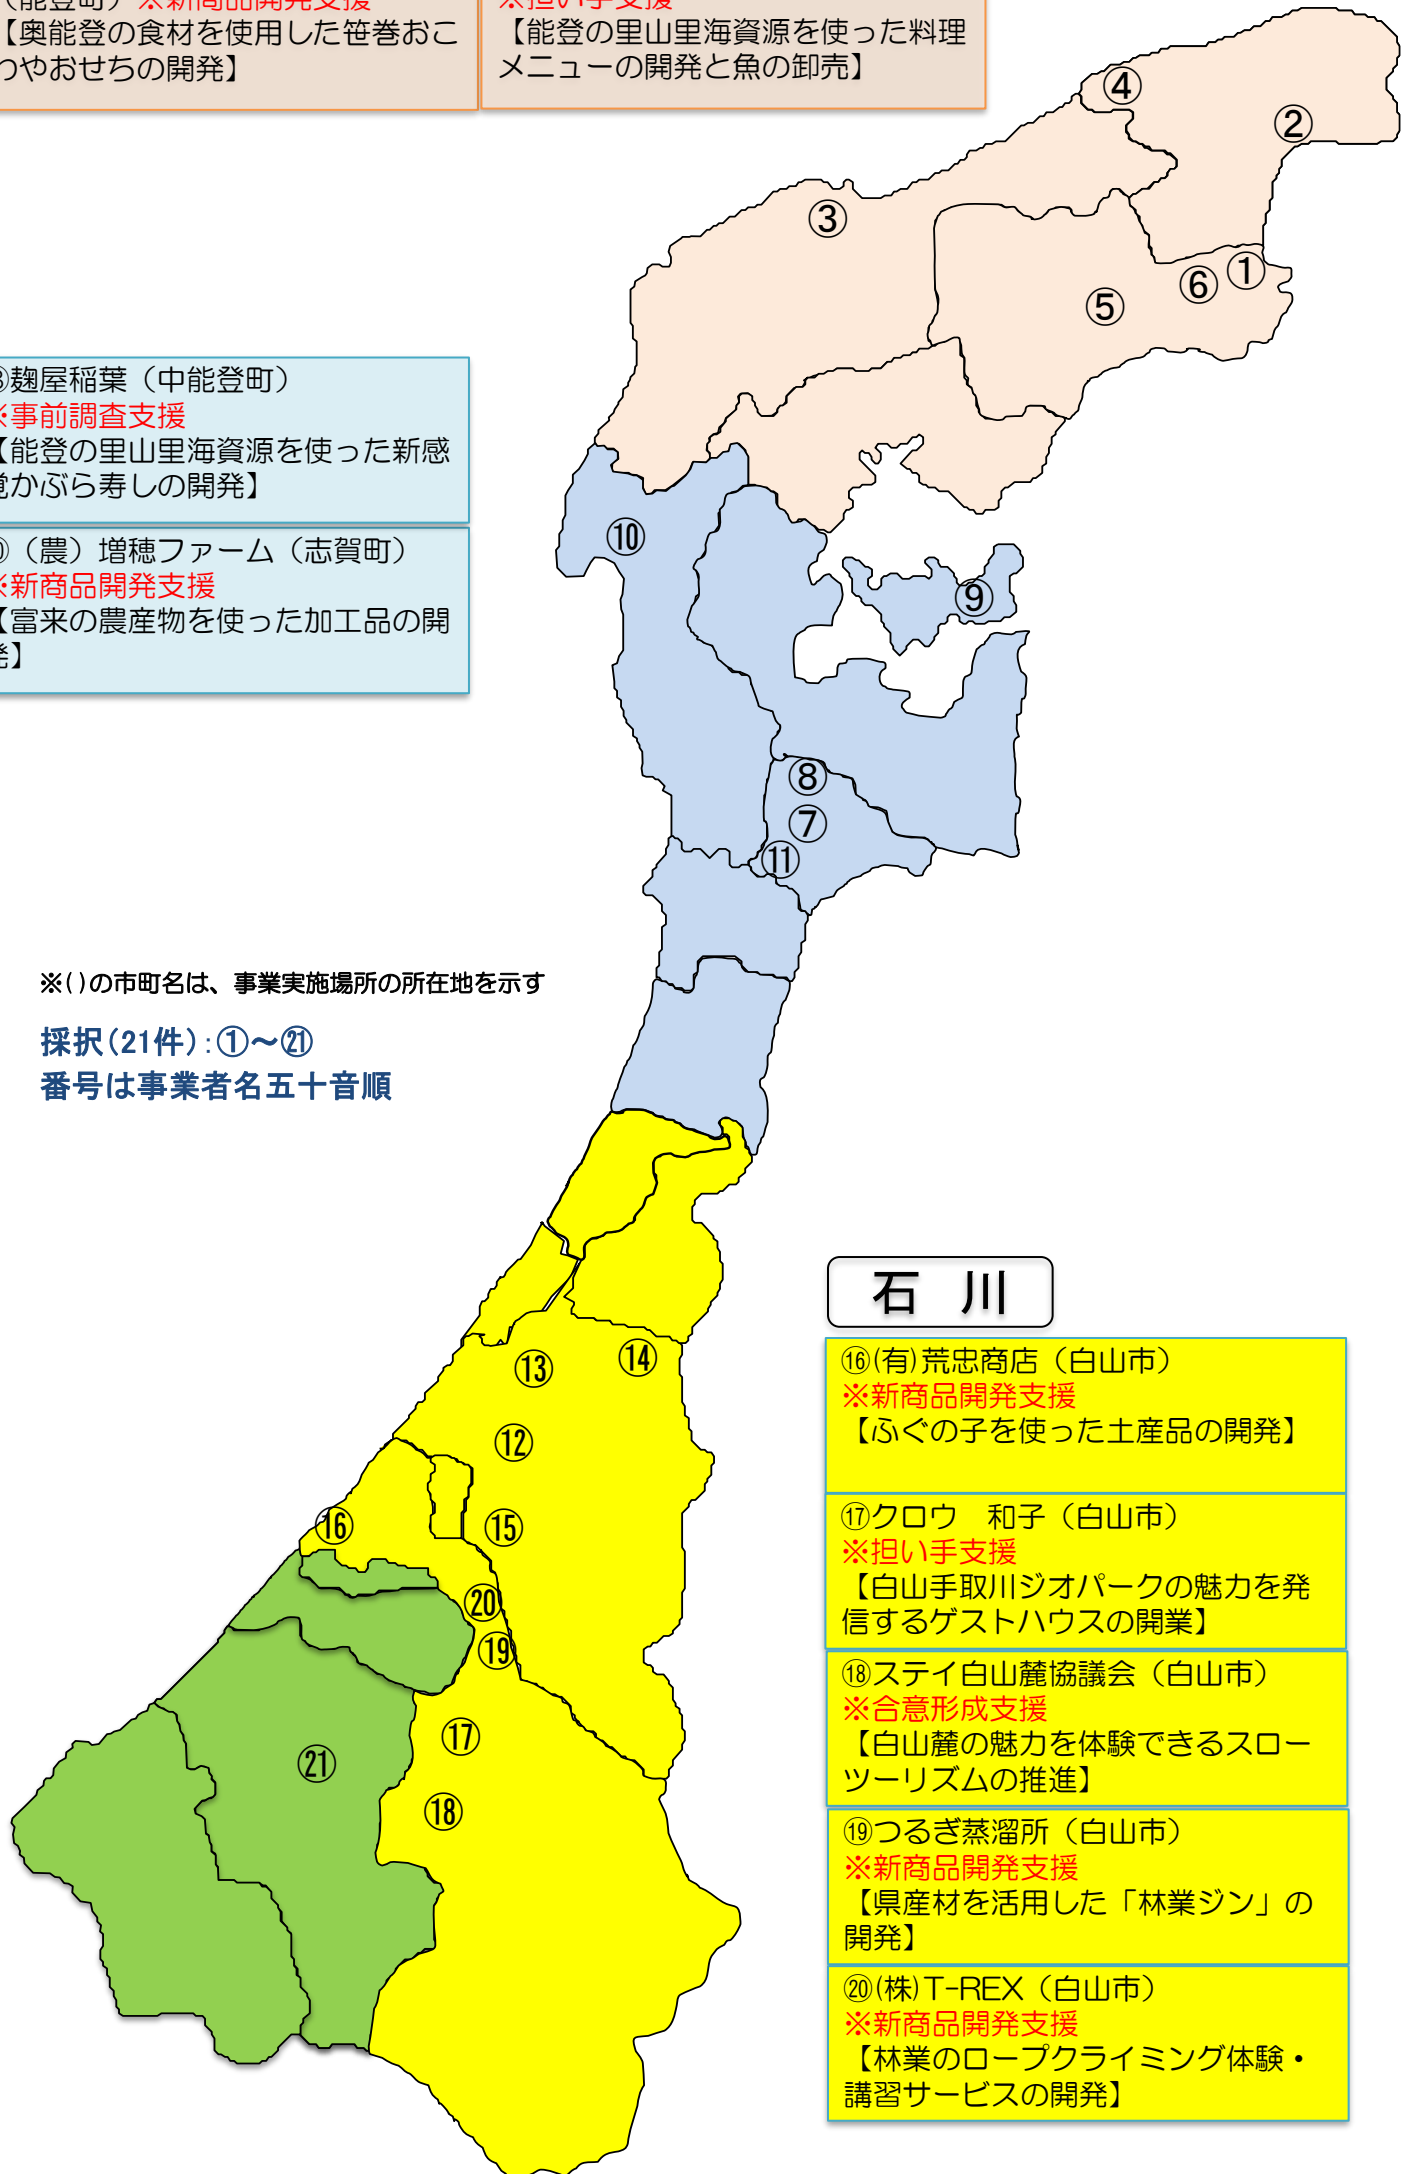 （能登町）※新商品開発支援
【奥能登の食材を使用した笹巻おこ
わやおせちの開発】
※担い手支援
【能登の里山里海資源を使った料理
メニューの開発と魚の卸売】
④
②
③
①
⑥
⑤
麹屋稲葉（中能登町）
※事前調査支援
【能登の里山里海資源を使った新感
覚かぶら寿しの開発】
（農）増穂ファーム（志賀町）
※新商品開発支援
【富来の農産物を使った加工品の開
発】
⑩
⑨
⑧
⑦
⑪
※( )の市町名は、事業実施場所の所在地を示す
採択(21件)：①～㉑
番号は事業者名五十音順
⑬
⑭
⑫
⑯
⑮
⑳
⑲
⑰
㉑
⑱
石　川
⑯(有)荒忠商店（白山市）
※新商品開発支援
【ふぐの子を使った土産品の開発】
⑰クロウ　和子（白山市）
※担い手支援
【白山手取川ジオパークの魅力を発
信するゲストハウスの開業】
⑱ステイ白山麓協議会（白山市）
※合意形成支援
【白山麓の魅力を体験できるスロー
ツーリズムの推進】
⑲つるぎ蒸溜所（白山市）
※新商品開発支援
【県産材を活用した「林業ジン」の
開発】
⑳(株)T-REX（白山市）
※新商品開発支援
【林業のロープクライミング体験・
講習サービスの開発】